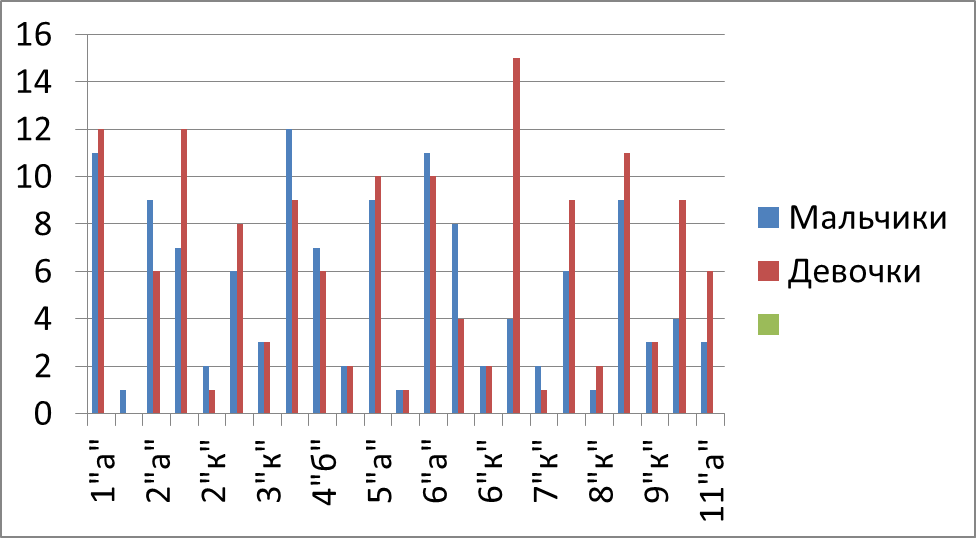 16
14
12
10
8
6
4
2
0
1"а"
2"а"
2"к"
3"к"
4"б"
5"а"
6"а"
6"к"
7"к"
8"к"
9"к"
11"а"
Мальчики
Девочки